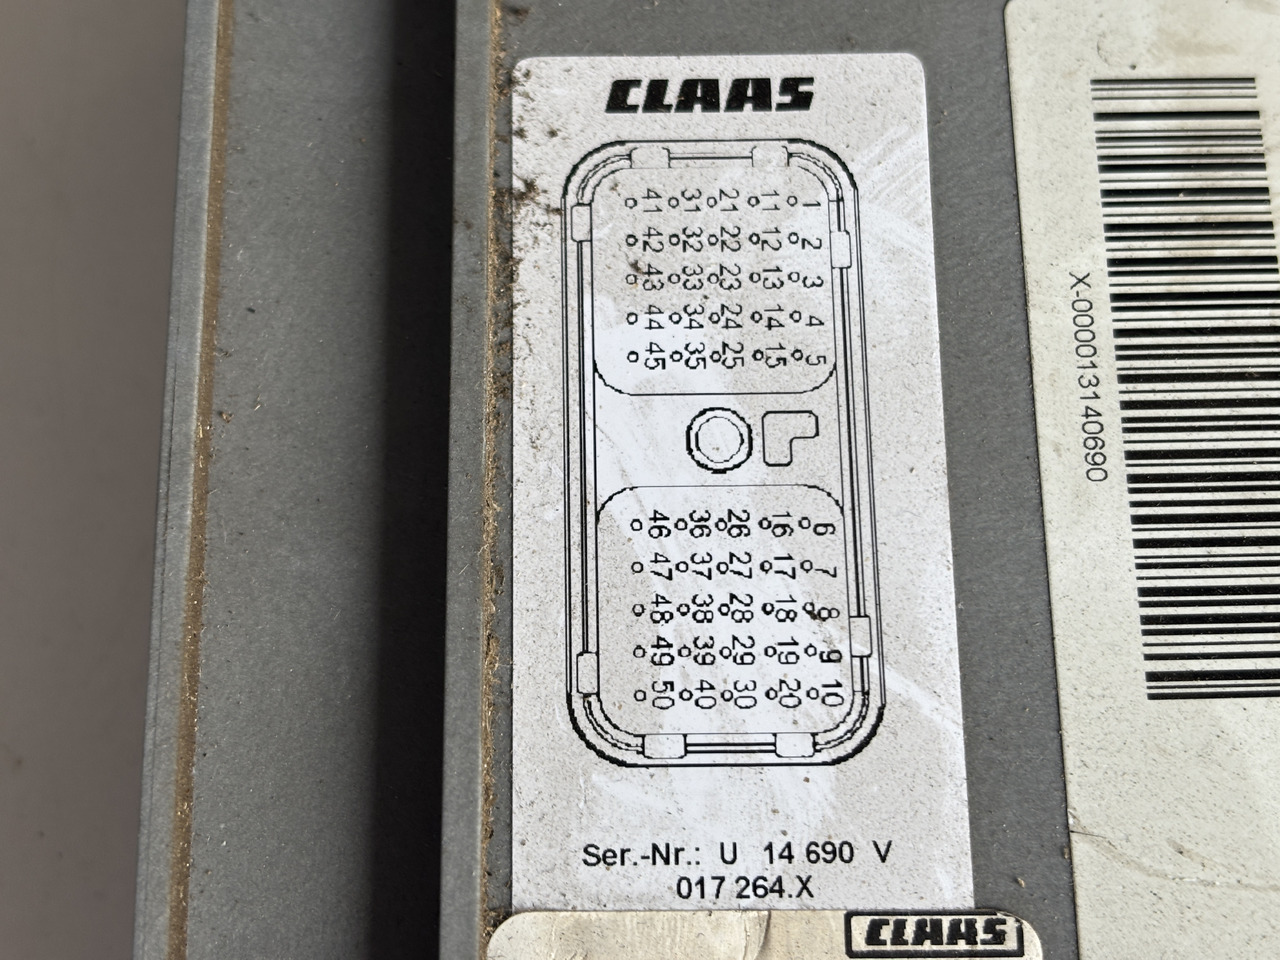 CLAAS
41 31 21 11 1
42 32 22 12 2
43 33 23 13 3
44 34 24 14 4
45 35 25 15 5
46 36 26 16 6
47 37 27 17 7
48 38 28 18 8
49 39 29 19 9
50 40 30 20 10
Ser.-Nr.: U 14 690 V
017 264.X
X-000013140690
CLAAS